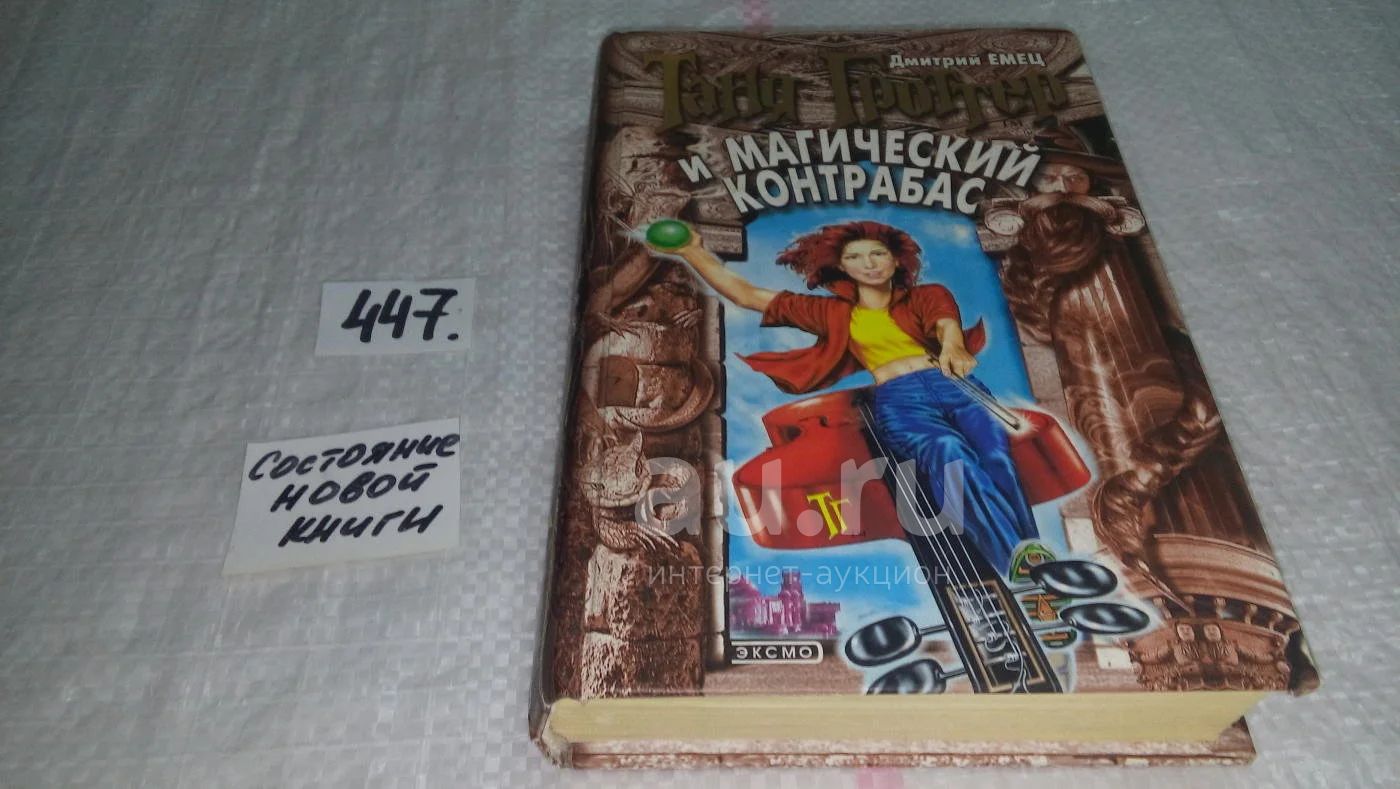 Дмитрий ЕМЕЦ
Таня Гроттер
и МАГИЧЕСКИЙ
КОНТРАБАС
447.
Состояние
новой
книги
ТГ
au.ru
интернет-аукцион
ЭКСМО